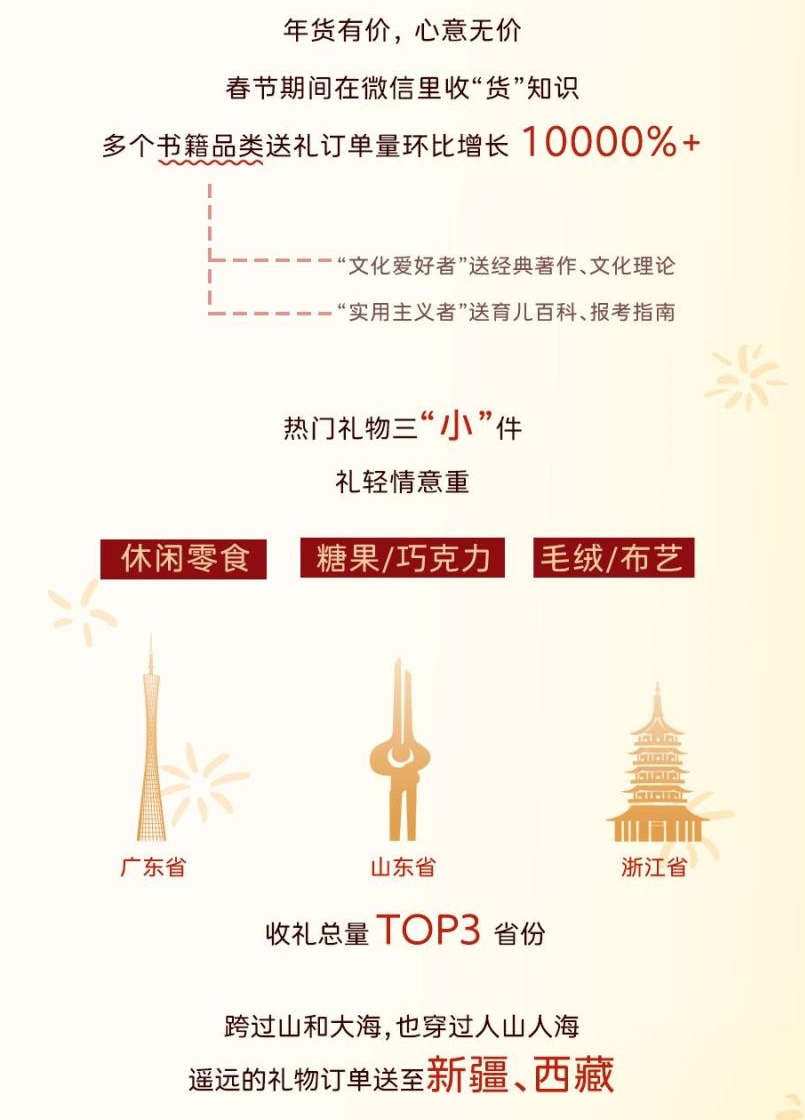 年货有价，心意无价
春节期间在微信里收“货”知识
多个书籍品类送礼订单量环比增长 10000%+
“文化爱好者”送经典著作、文化理论
“实用主义者”送育儿百科、报考指南
热门礼物三“小”件
礼轻情意重
休闲零食 糖果/巧克力 毛绒/布艺
广东省 山东省 浙江省
收礼总量 TOP3 省份
跨过山和大海,也穿过人山人海
遥远的礼物订单送至新疆、西藏